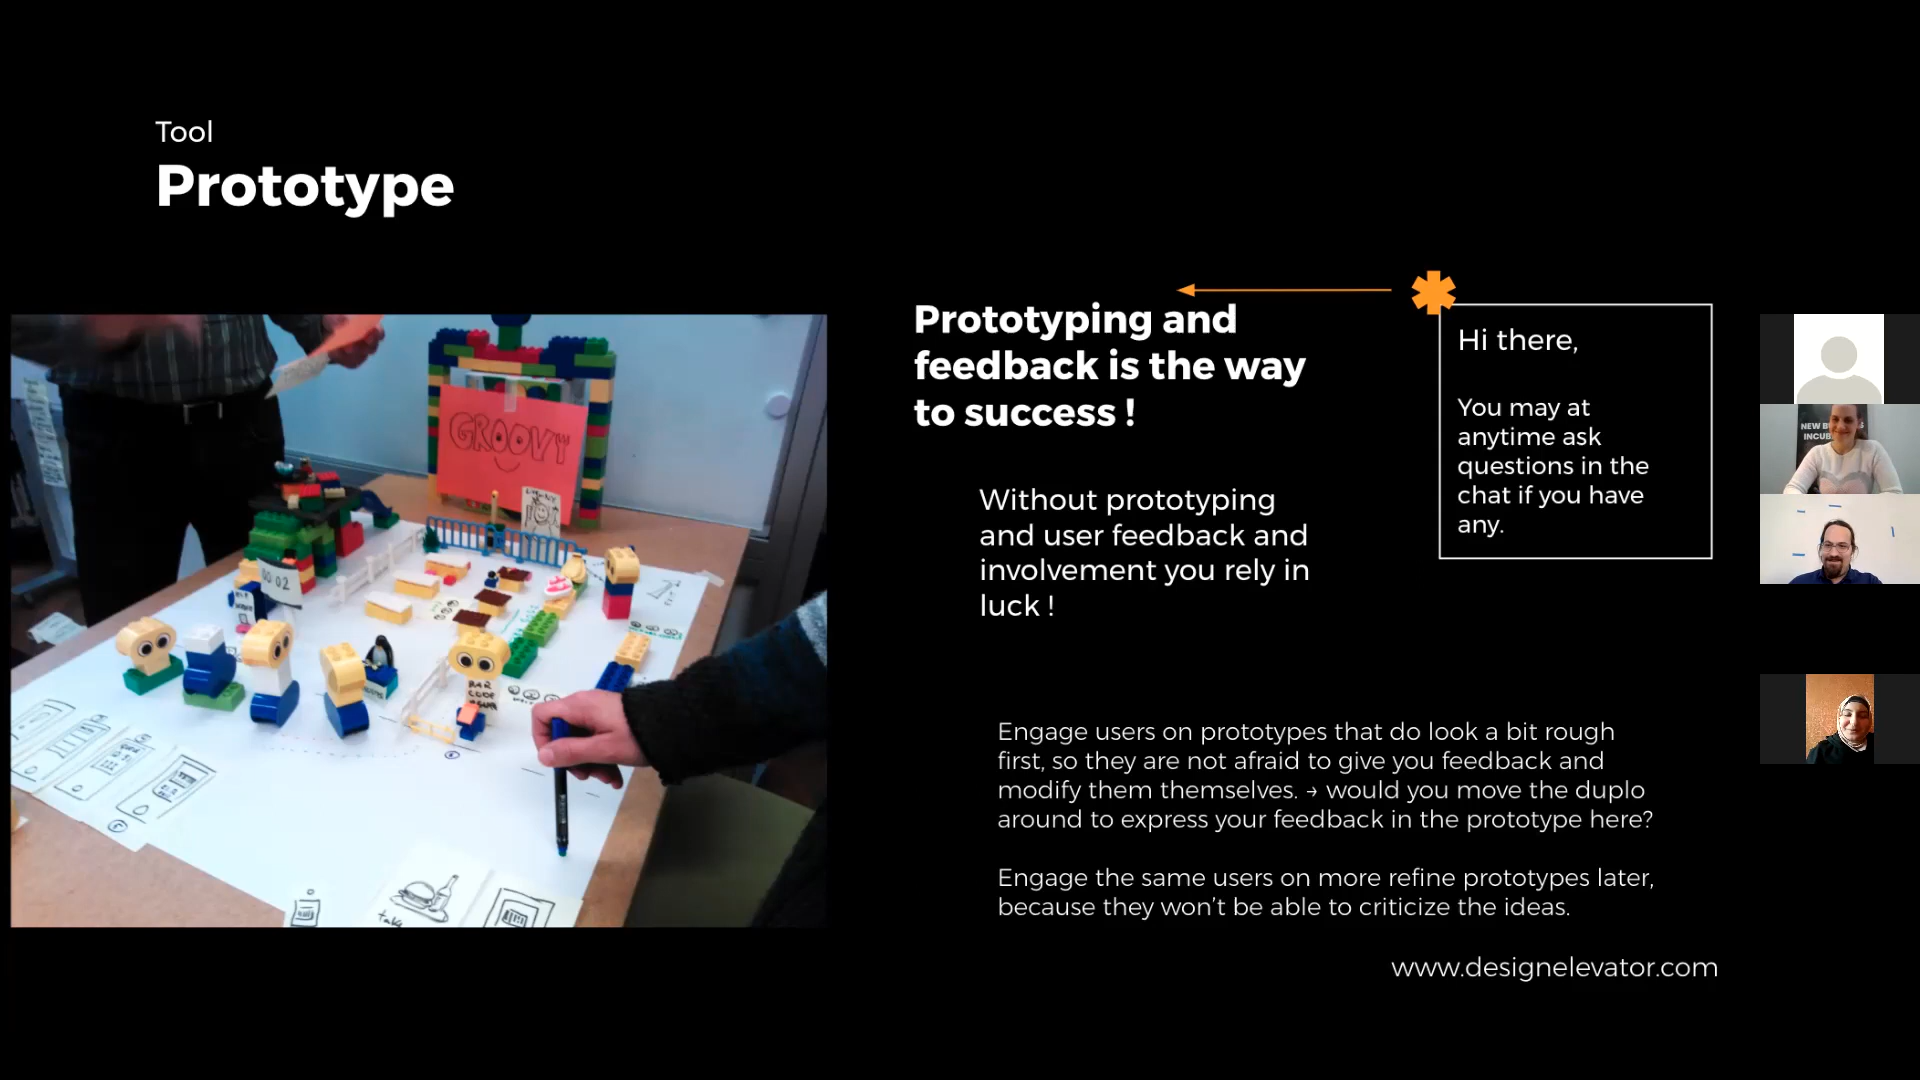 Tool
Prototype
Prototyping and
feedback is the way
to success !
Hi there,
You may at
anytime ask
questions in the
chat if you have
any.
Without prototyping
and user feedback and
involvement you rely in
luck !
Engage users on prototypes that do look a bit rough
first, so they are not afraid to give you feedback and
modify them themselves. → would you move the duplo
around to express your feedback in the prototype here?
Engage the same users on more refine prototypes later,
because they won't be able to criticize the ideas.
www.designelevator.com
GROOVY
BAR
CODE
take